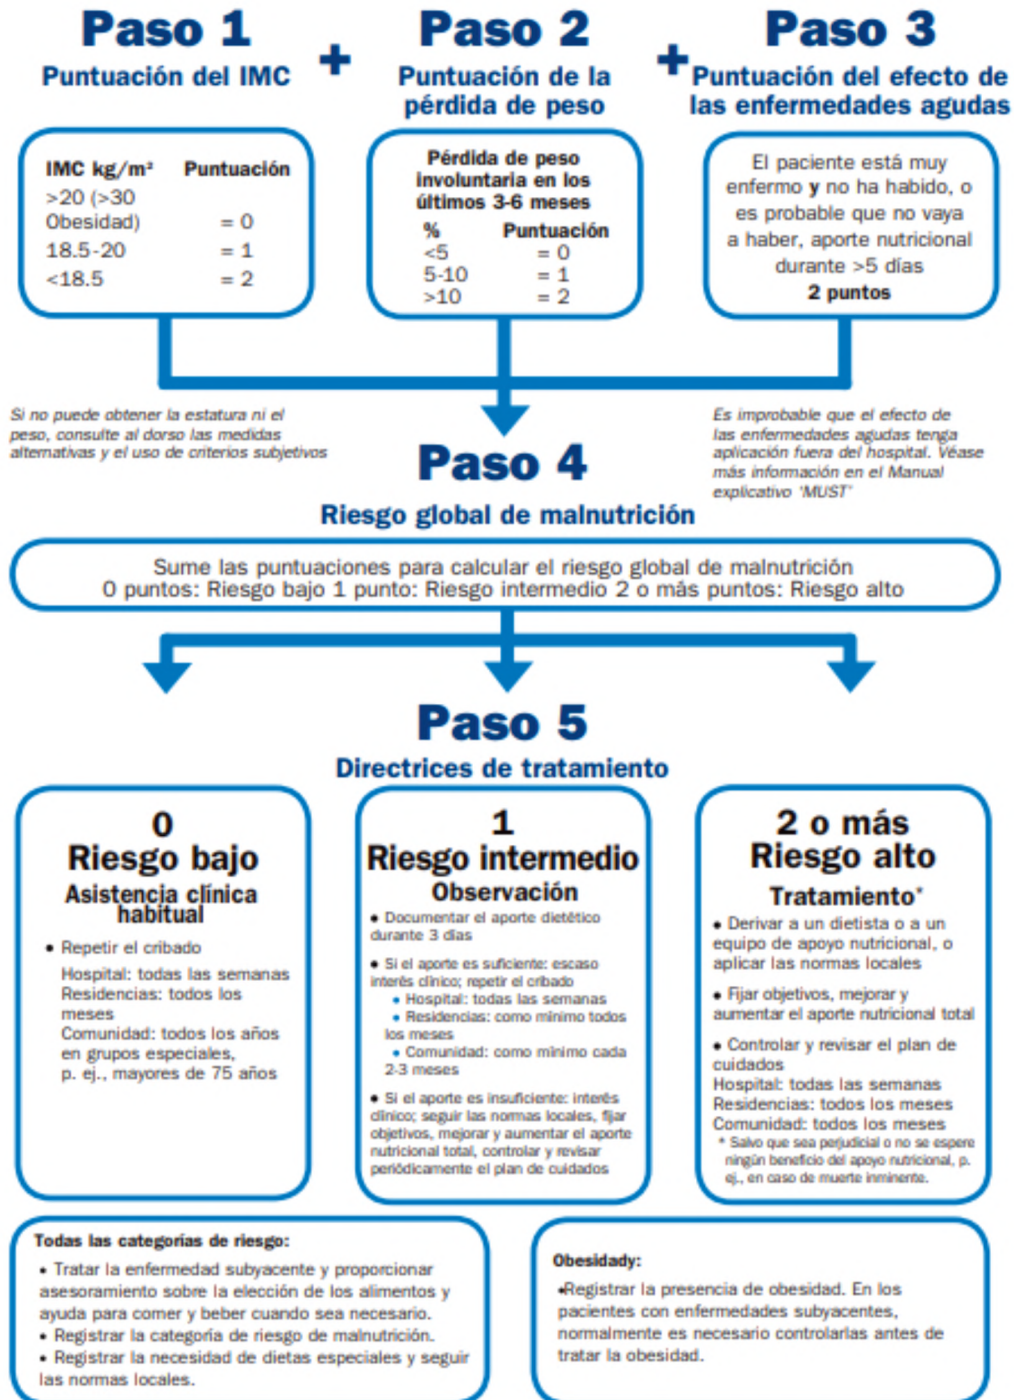 Paso 1
+
Paso 2
+
Paso 3
Puntuación del IMC
Puntuación de la
pérdida de peso
Puntuación del efecto de
las enfermedades agudas
IMC kg/m² Puntuación
>20 (>30
Obesidad) = 0
18.5-20 = 1
<18.5 = 2
Pérdida de peso
involuntaria en los
últimos 3-6 meses
% Puntuación
<5 = 0
5-10 = 1
>10 = 2
El paciente está muy
enfermo y no ha habido, o
es probable que no vaya
a haber, aporte nutricional
durante >5 días
2 puntos
Si no puede obtener la estatura ni el
peso, consulte al dorso las medidas
alternativas y el uso de criterios subjetivos
Es improbable que el efecto de
las enfermedades agudas tenga
aplicación fuera del hospital. Véase
más información en el Manual
explicativo 'MUST'
Paso 4
Riesgo global de malnutrición
Sume las puntuaciones para calcular el riesgo global de malnutrición
0 puntos: Riesgo bajo 1 punto: Riesgo intermedio 2 o más puntos: Riesgo alto
Paso 5
Directrices de tratamiento
0
Riesgo bajo
Asistencia clínica
habitual
• Repetir el cribado
Hospital: todas las semanas
Residencias: todos los
meses
Comunidad: todos los años
en grupos especiales,
p. ej., mayores de 75 años
1
Riesgo intermedio
Observación
• Documentar el aporte dietético
durante 3 días
• Si el aporte es suficiente: escaso
interés clínico; repetir el cribado
• Hospital: todas las semanas
• Residencias: como mínimo todos
los meses
• Comunidad: como mínimo cada
2-3 meses
• Si el aporte es insuficiente: interés
clínico; seguir las normas locales, fijar
objetivos, mejorar y aumentar el aporte
nutricional total, controlar y revisar
periódicamente el plan de cuidados
2 o más
Riesgo alto
Tratamiento*
• Derivar a un dietista o a un
equipo de apoyo nutricional, o
aplicar las normas locales
• Fijar objetivos, mejorar y
aumentar el aporte nutricional total
• Controlar y revisar el plan de
cuidados
Hospital: todas las semanas
Residencias: todos los meses
Comunidad: todos los meses
* Salvo que sea perjudicial o no se espere
ningún beneficio del apoyo nutricional, p.
ej., en caso de muerte inminente.
Todas las categorías de riesgo:
• Tratar la enfermedad subyacente y proporcionar
asesoramiento sobre la elección de los alimentos y
ayuda para comer y beber cuando sea necesario.
• Registrar la categoría de riesgo de malnutrición.
• Registrar la necesidad de dietas especiales y seguir
las normas locales.
Obesidady:
•Registrar la presencia de obesidad. En los
pacientes con enfermedades subyacentes,
normalmente es necesario controlarlas antes de
tratar la obesidad.